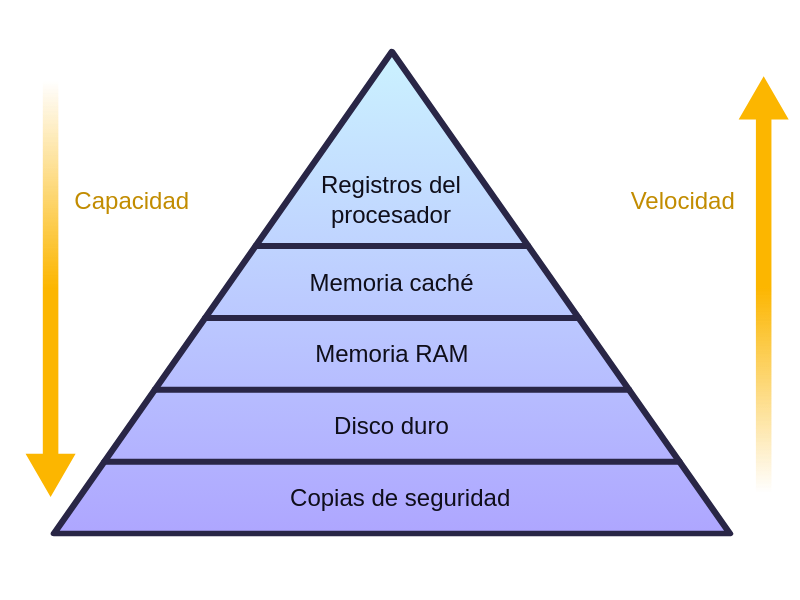 Registros del
procesador
Capacidad
Velocidad
Memoria caché
Memoria RAM
Disco duro
Copias de seguridad